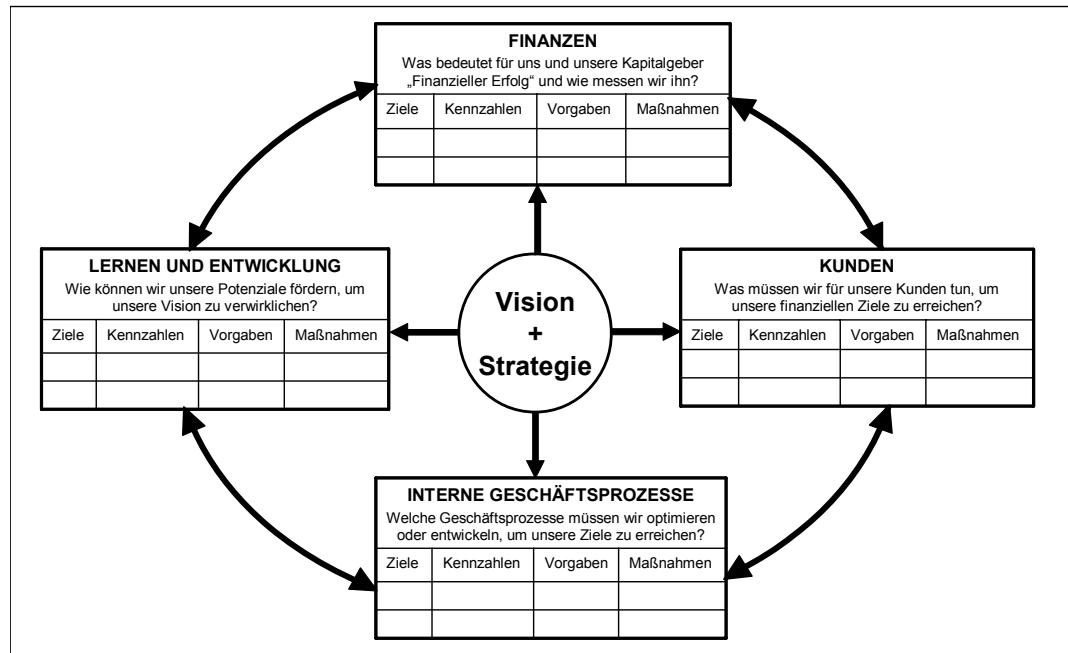 FINANZEN
Was bedeutet für uns und unsere Kapitalgeber
„Finanzieller Erfolg“ und wie messen wir ihn?
Ziele Kennzahlen Vorgaben Maßnahmen
LERNEN UND ENTWICKLUNG
Wie können wir unsere Potenziale fördern, um
unsere Vision zu verwirklichen?
Ziele Kennzahlen Vorgaben Maßnahmen
Vision
+
Strategie
KUNDEN
Was müssen wir für unsere Kunden tun, um
unsere finanziellen Ziele zu erreichen?
Ziele Kennzahlen Vorgaben Maßnahmen
INTERNE GESCHÄFTSPROZESSE
Welche Geschäftsprozesse müssen wir optimieren
oder entwickeln, um unsere Ziele zu erreichen?
Ziele Kennzahlen Vorgaben Maßnahmen